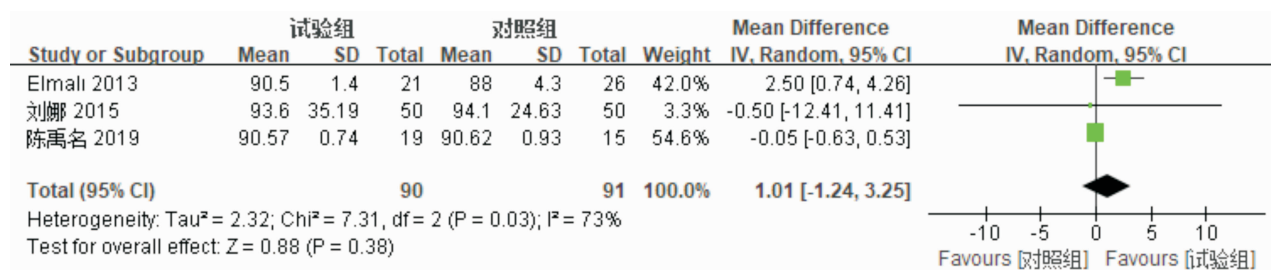 试验组 对照组 Mean Difference Mean Difference
Study or Subgroup Mean SD Total Mean SD Total Weight IV, Random, 95% CI IV, Random, 95% CI
Elmalı 2013 90.5 1.4 21 88 4.3 26 42.0% 2.50 [0.74, 4.26]
刘娜 2015 93.6 35.19 50 94.1 24.63 50 3.3% -0.50 [-12.41, 11.41]
陈禹名 2019 90.57 0.74 19 90.62 0.93 15 54.6% -0.05 [-0.63, 0.53]
Total (95% CI) 90 91 100.0% 1.01 [-1.24, 3.25]
Heterogeneity: Tau² = 2.32; Chi² = 7.31, df = 2 (P = 0.03); I² = 73%
Test for overall effect: Z = 0.88 (P = 0.38)
-10 -5 0 5 10
Favours [对照组] Favours [试验组]